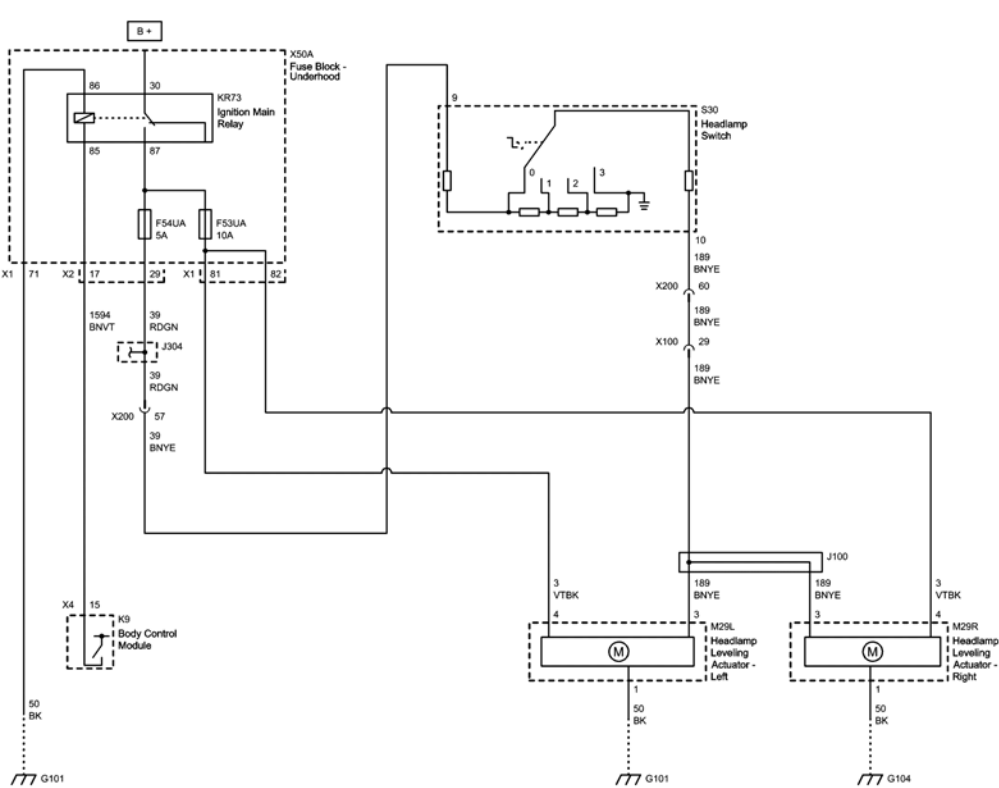 B +
X50A
Fuse Block -
Underhood
86
30
KR73
Ignition Main
Relay
85
87
F54UA
5A
F53UA
10A
X1
71
X2
17
29
X1
81
82
9
S30
Headlamp
Switch
0
1
2
3
10
189
BNYE
X200
60
189
BNYE
X100
29
189
BNYE
1594
BNVT
39
RDGN
J304
39
RDGN
X200
57
39
BNYE
X4
15
K9
Body Control
Module
J100
3
VTBK
189
BNYE
189
BNYE
3
VTBK
4
3
M29L
Headlamp
Leveling
Actuator -
Left
M
3
4
M29R
Headlamp
Leveling
Actuator -
Right
M
1
1
50
BK
50
BK
50
BK
G101
G101
G104